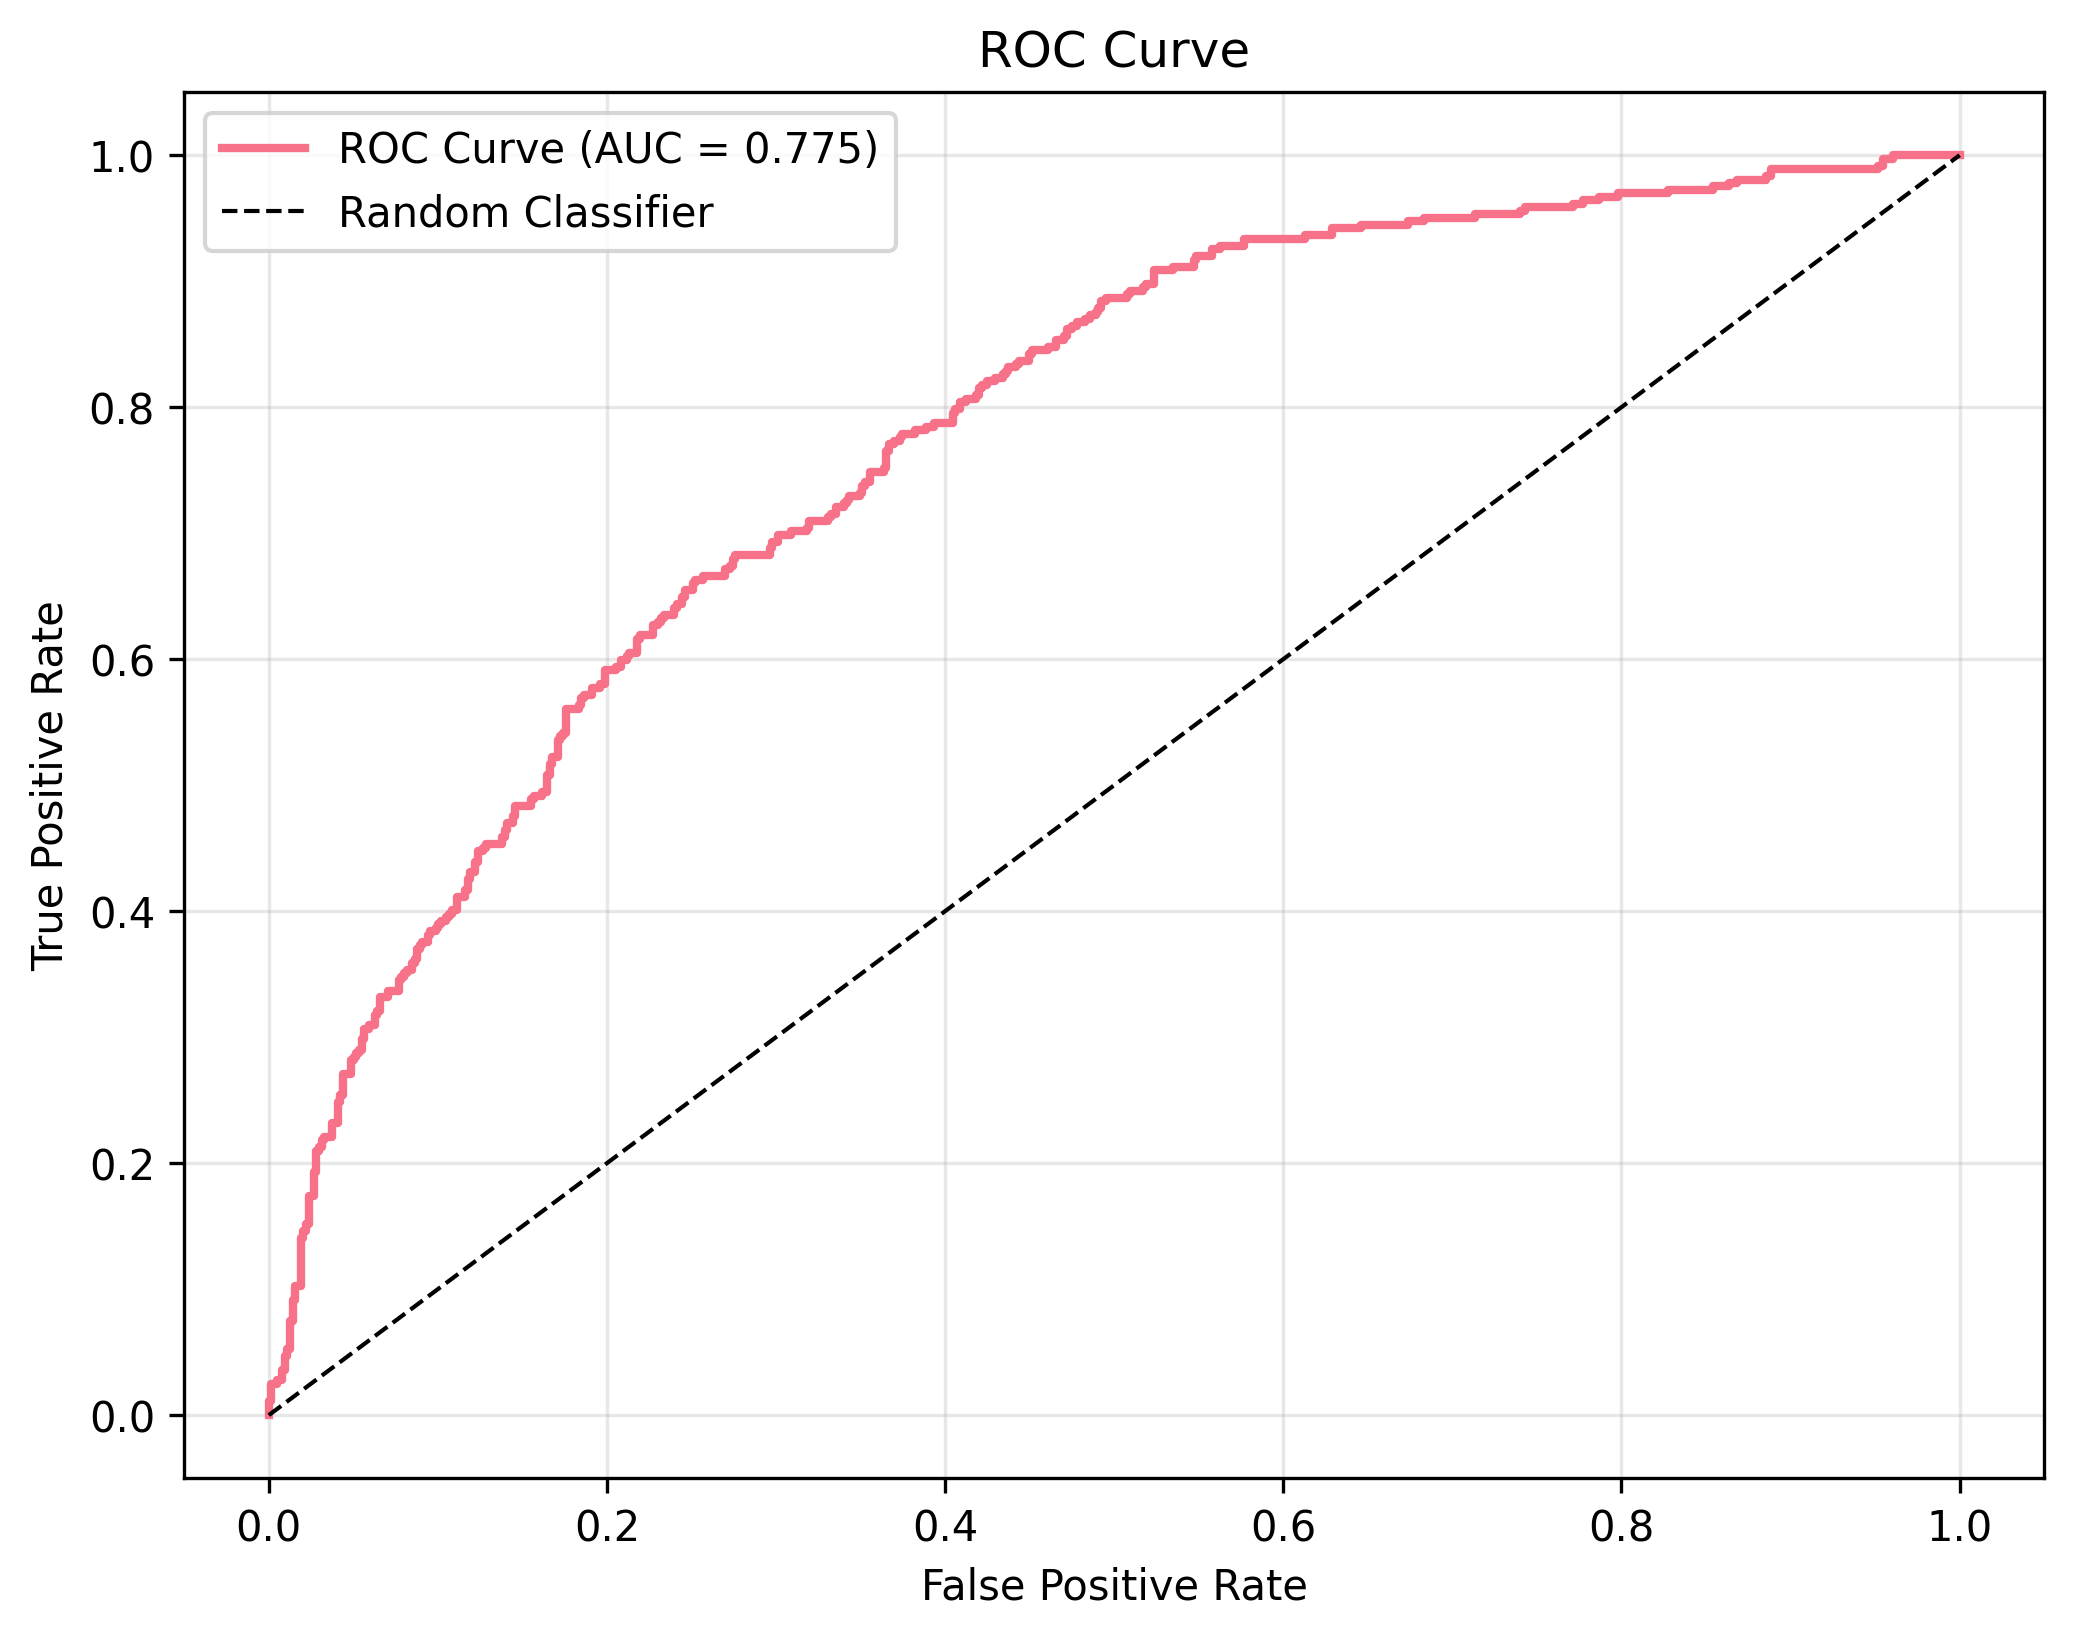 ROC Curve
ROC Curve (AUC = 0.775)
Random Classifier
1.0
0.8
0.6
0.4
0.2
0.0
True Positive Rate
0.0 0.2 0.4 0.6 0.8 1.0
False Positive Rate